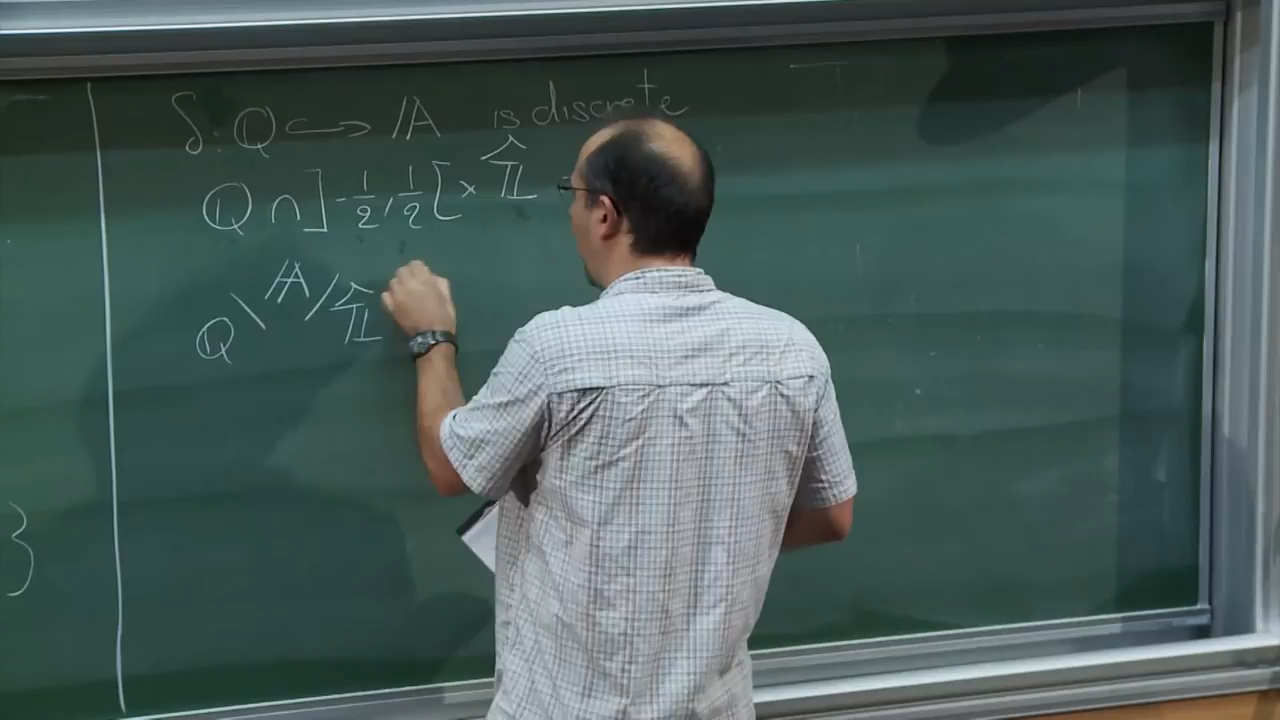 δ: Q ↪ A is discrete
Q ∩ ]-1/2, 1/2[ × Ẑ
Q \ A / Ẑ
}